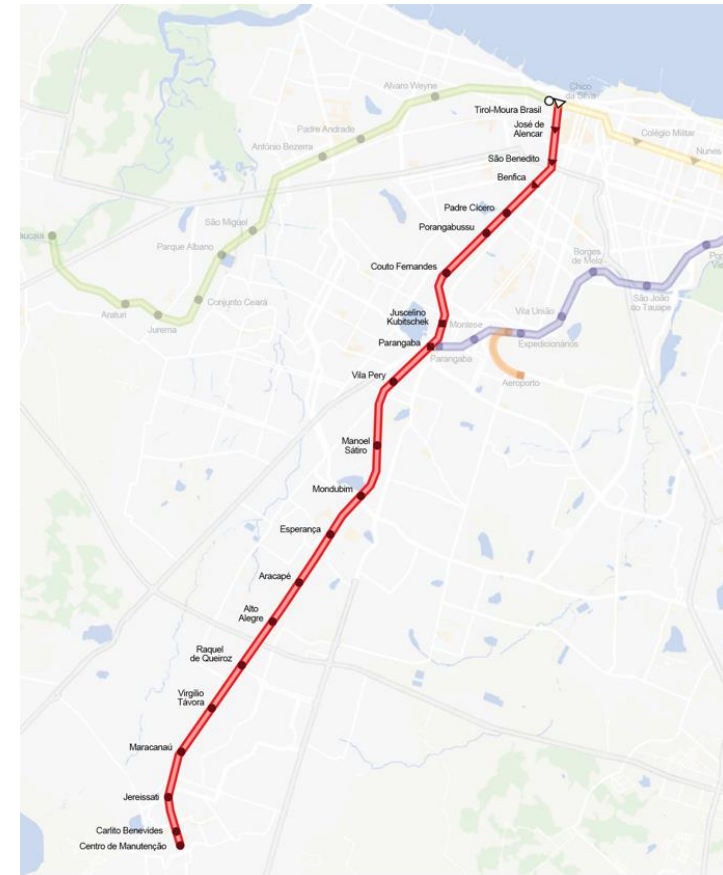 Alvaro Weyne
Chico
da Silva
Tirol-Moura Brasil
José de
Alencar
Padre Andrade
Colégio Militar
Antônio Bezerra
Nunes
São Benedito
Benfica
Padre Cícero
São Miguel
Porangabussu
Parque Albano
Borges
de Melo
Couto Fernandes
São João
do Tauape
Conjunto Ceará
Araturi
Jurema
Juscelino
Kubitschek
Montese
Vila União
Parangaba
Expedicionários
Parangaba
Vila Pery
Aeroporto
Manoel
Sátiro
Mondubim
Esperança
Aracapé
Alto
Alegre
Raquel
de Queiroz
Virgilio
Távora
Maracanaú
Jereissati
Carlito Benevides
Centro de Manutenção